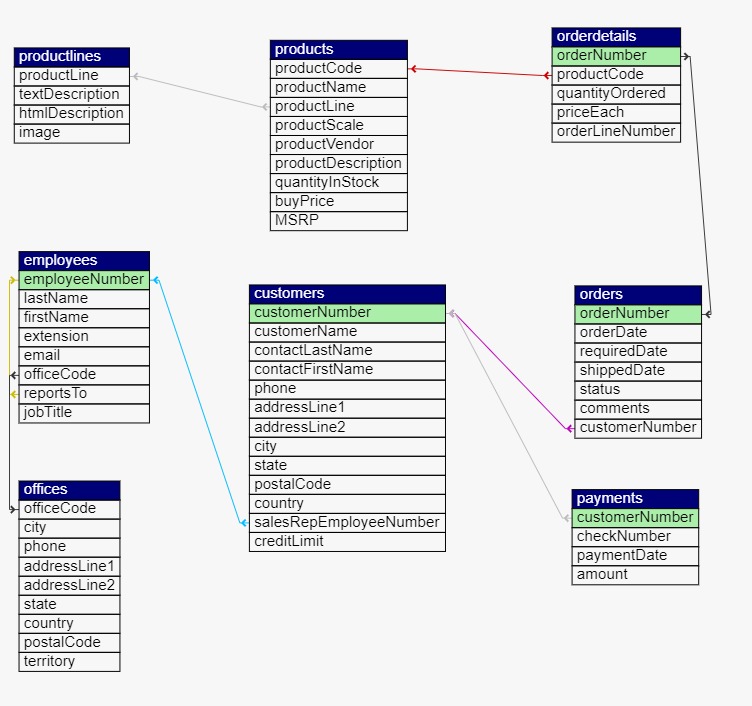 productlines
productLine
textDescription
htmlDescription
image
products
productCode
productName
productLine
productScale
productVendor
productDescription
quantityInStock
buyPrice
MSRP
orderdetails
orderNumber
productCode
quantityOrdered
priceEach
orderLineNumber
employees
employeeNumber
lastName
firstName
extension
email
officeCode
reportsTo
jobTitle
customers
customerNumber
customerName
contactLastName
contactFirstName
phone
addressLine1
addressLine2
city
state
postalCode
country
salesRepEmployeeNumber
creditLimit
orders
orderNumber
orderDate
requiredDate
shippedDate
status
comments
customerNumber
offices
officeCode
city
phone
addressLine1
addressLine2
state
country
postalCode
territory
payments
customerNumber
checkNumber
paymentDate
amount